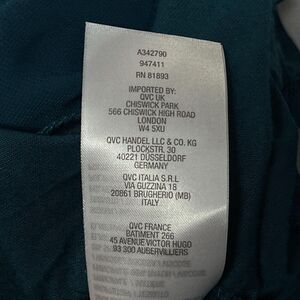 A342790
947411
RN 81893
IMPORTED BY:
QVC UK
CHISWICK PARK
566 CHISWICK HIGH ROAD
LONDON
W4 5XU
QVC HANDEL LLC & CO. KG
PLOCKSTR. 30
40221 DÜSSELDORF
GERMANY
QVC ITALIA S.R.L
VIA GUZZINA 18
20861 BRUGHERIO (MB)
ITALY
QVC FRANCE
BATIMENT 266
45 AVENUE VICTOR HUGO
93 300 AUBERVILLIERS